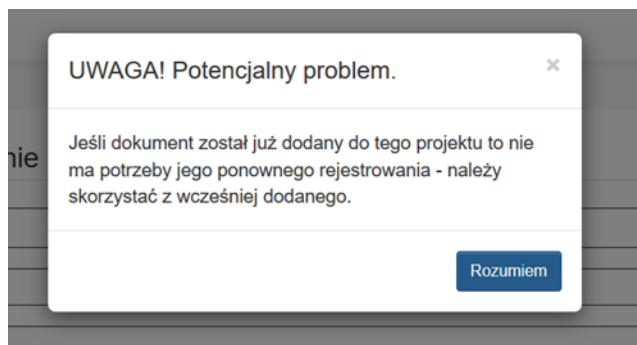 UWAGA! Potencjalny problem.
×
nie
Jeśli dokument został już dodany do tego projektu to nie
ma potrzeby jego ponownego rejestrowania - należy
skorzystać z wcześniej dodanego.
Rozumiem